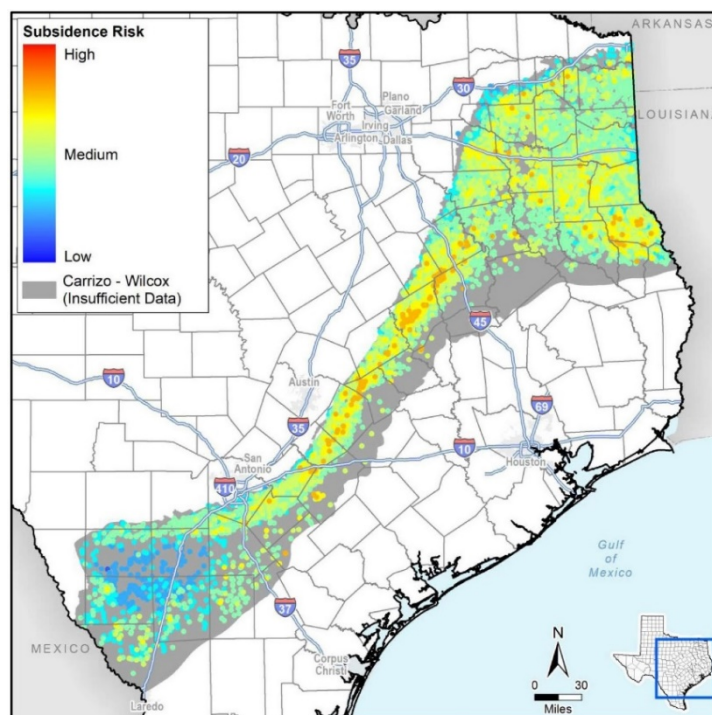 Subsidence Risk
High
Medium
Low
Carrizo - Wilcox
(Insufficient Data)
ARKANSAS
LOUISIANA
35
30
Plano
Fort
Worth
Garland
Irving
Arlington
Dallas
20
45
10
Austin
35
69
San
Antonio
10
Houston
410
Gulf
of
Mexico
37
MEXICO
Corpus
Christi
Laredo
N
0
30
Miles